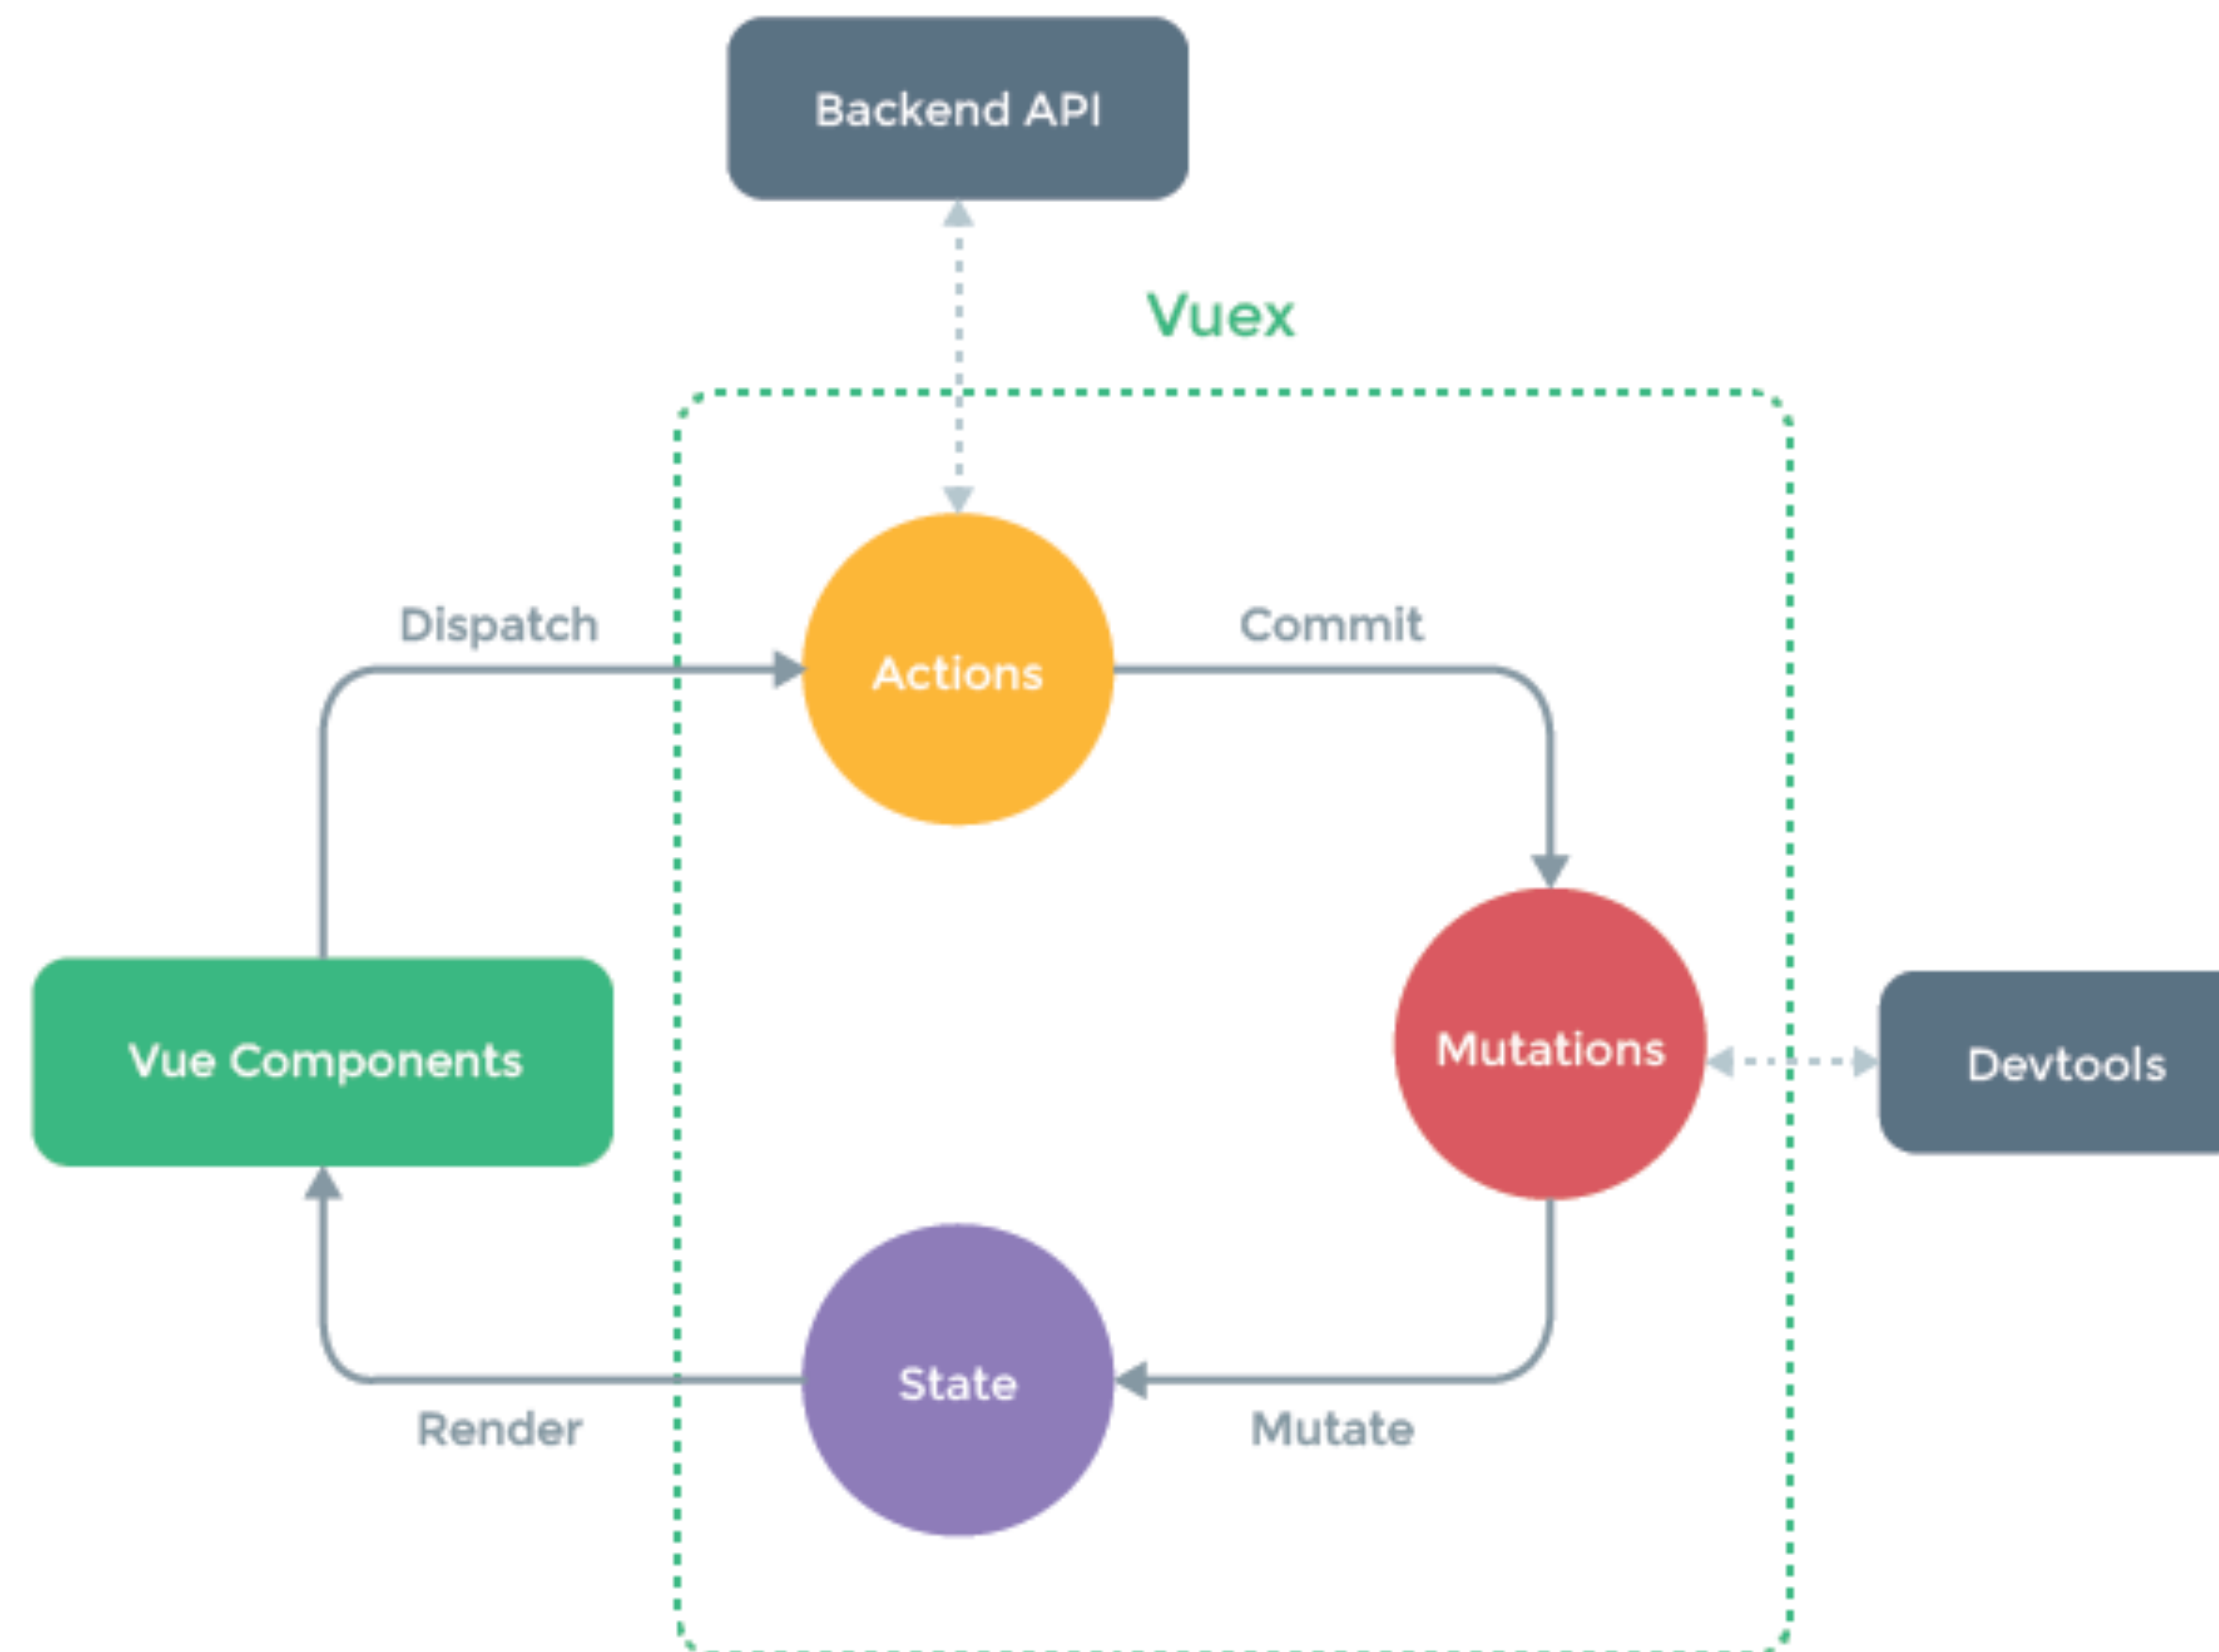 Backend API
Vuex
Dispatch
Commit
Actions
Vue Components
Mutations
Devtools
State
Render
Mutate